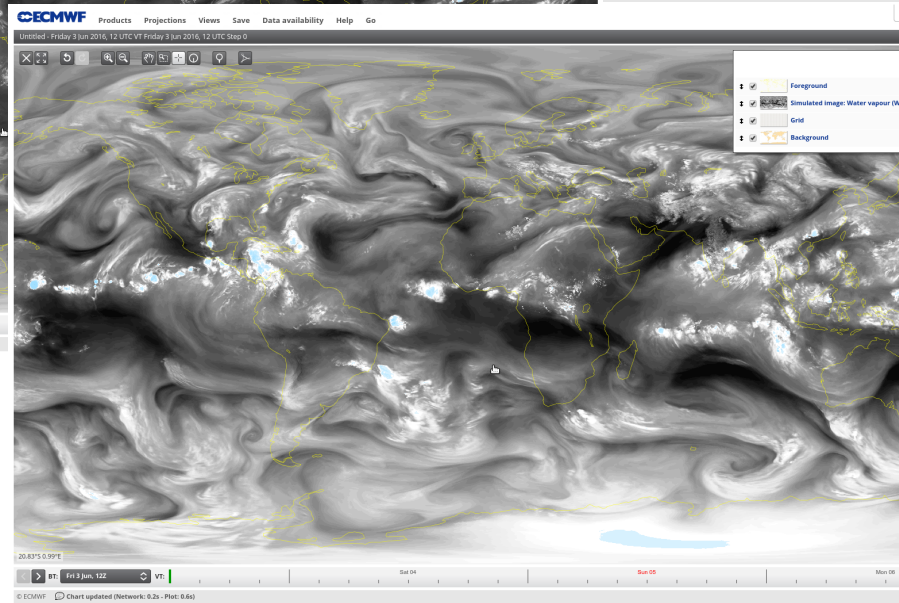 ECMWF Products Projections Views Save Data availability Help Go
Untitled - Friday 3 Jun 2016, 12 UTC VT Friday 3 Jun 2016, 12 UTC Step 0
Foreground
Simulated image: Water vapour (W
Grid
Background
20.83°S 0.99°E
BT: Fri 3 Jun, 12Z VT: Sat 04 Sun 05 Mon 06
© ECMWF Chart updated (Network: 0.2s - Plot: 0.6s)